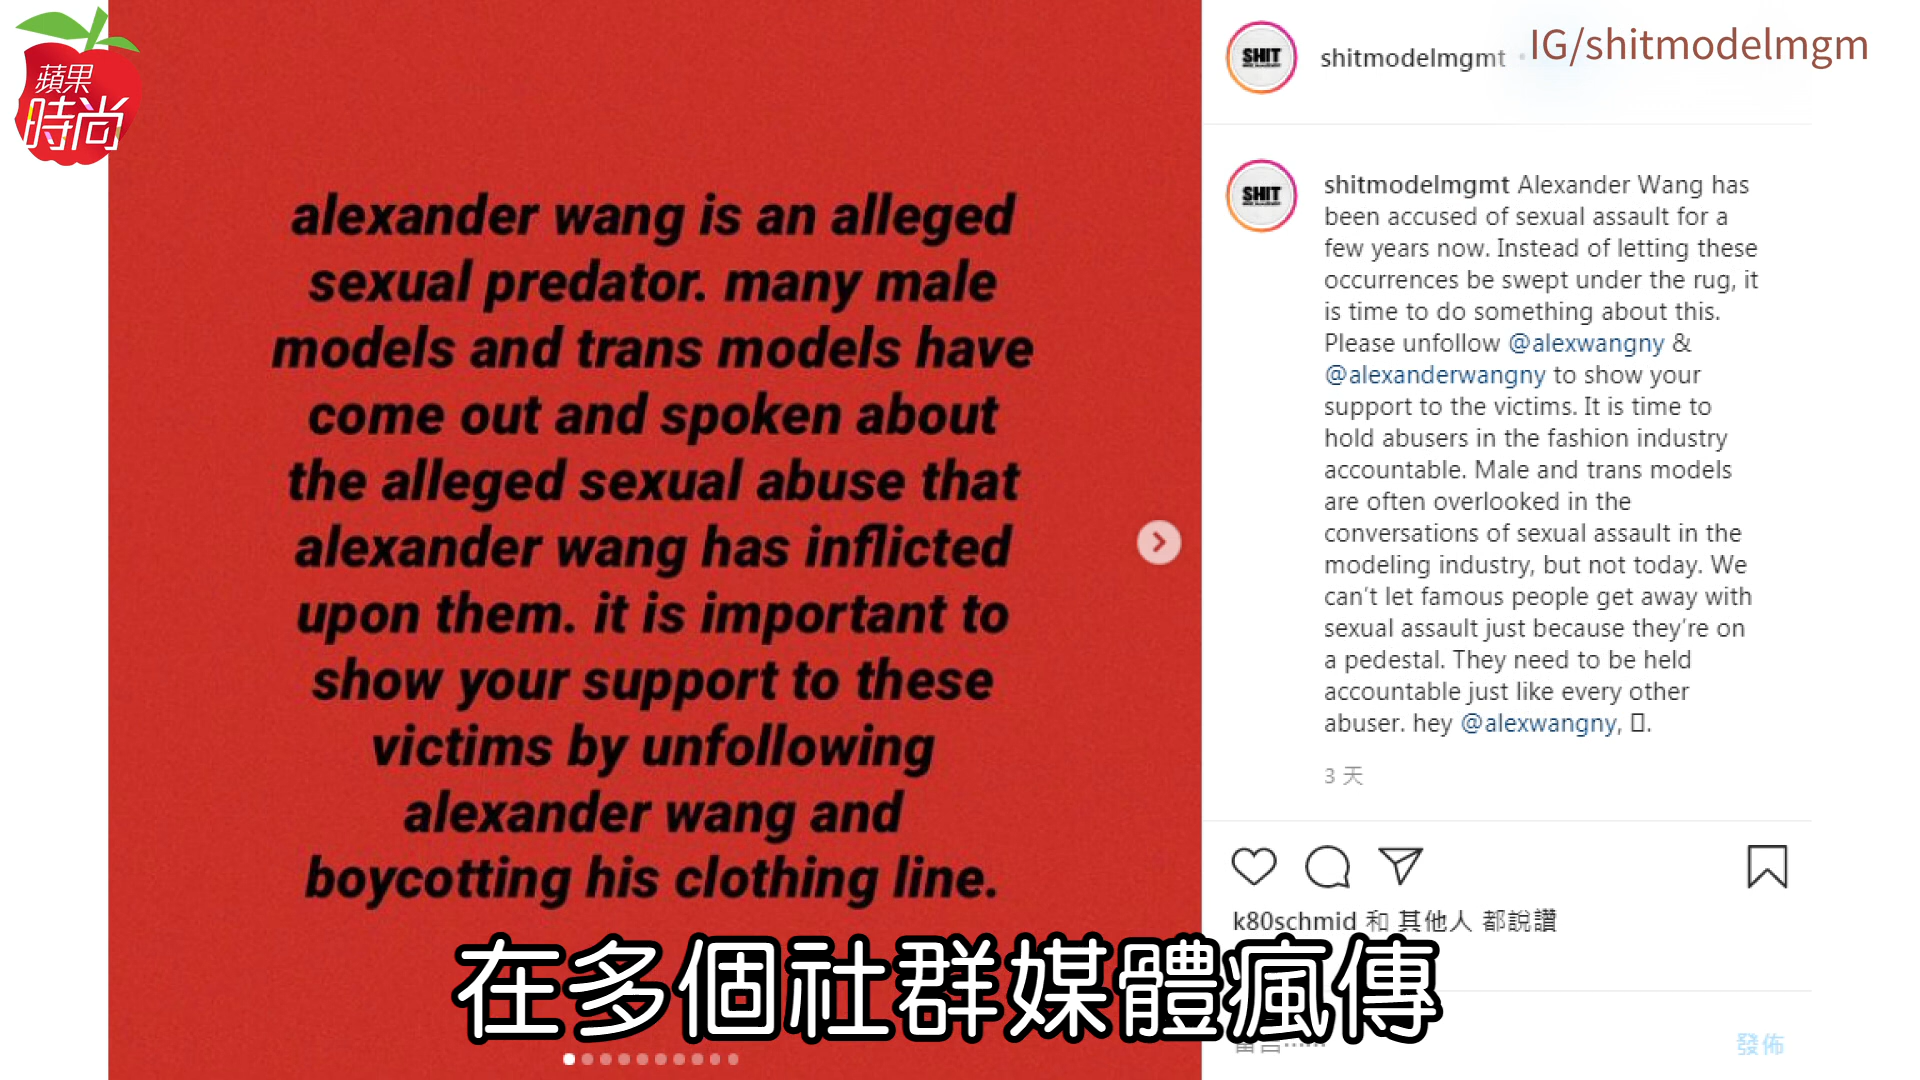 蘋果
時尚
alexander wang is an alleged
sexual predator. many male
models and trans models have
come out and spoken about
the alleged sexual abuse that
alexander wang has inflicted
upon them. it is important to
show your support to these
victims by unfollowing
alexander wang and
boycotting his clothing line.
SHIT
shitmodelmgmt
IG/shitmodelmgm
SHIT
shitmodelmgmt Alexander Wang has
been accused of sexual assault for a
few years now. Instead of letting these
occurrences be swept under the rug, it
is time to do something about this.
Please unfollow @alexwangny &
@alexanderwangny to show your
support to the victims. It is time to
hold abusers in the fashion industry
accountable. Male and trans models
are often overlooked in the
conversations of sexual assault in the
modeling industry, but not today. We
can't let famous people get away with
sexual assault just because they're on
a pedestal. They need to be held
accountable just like every other
abuser. hey @alexwangny, .
3 天
k80schmid 和 其他人 都說讚
在多個社群媒體瘋傳
留言……
發佈